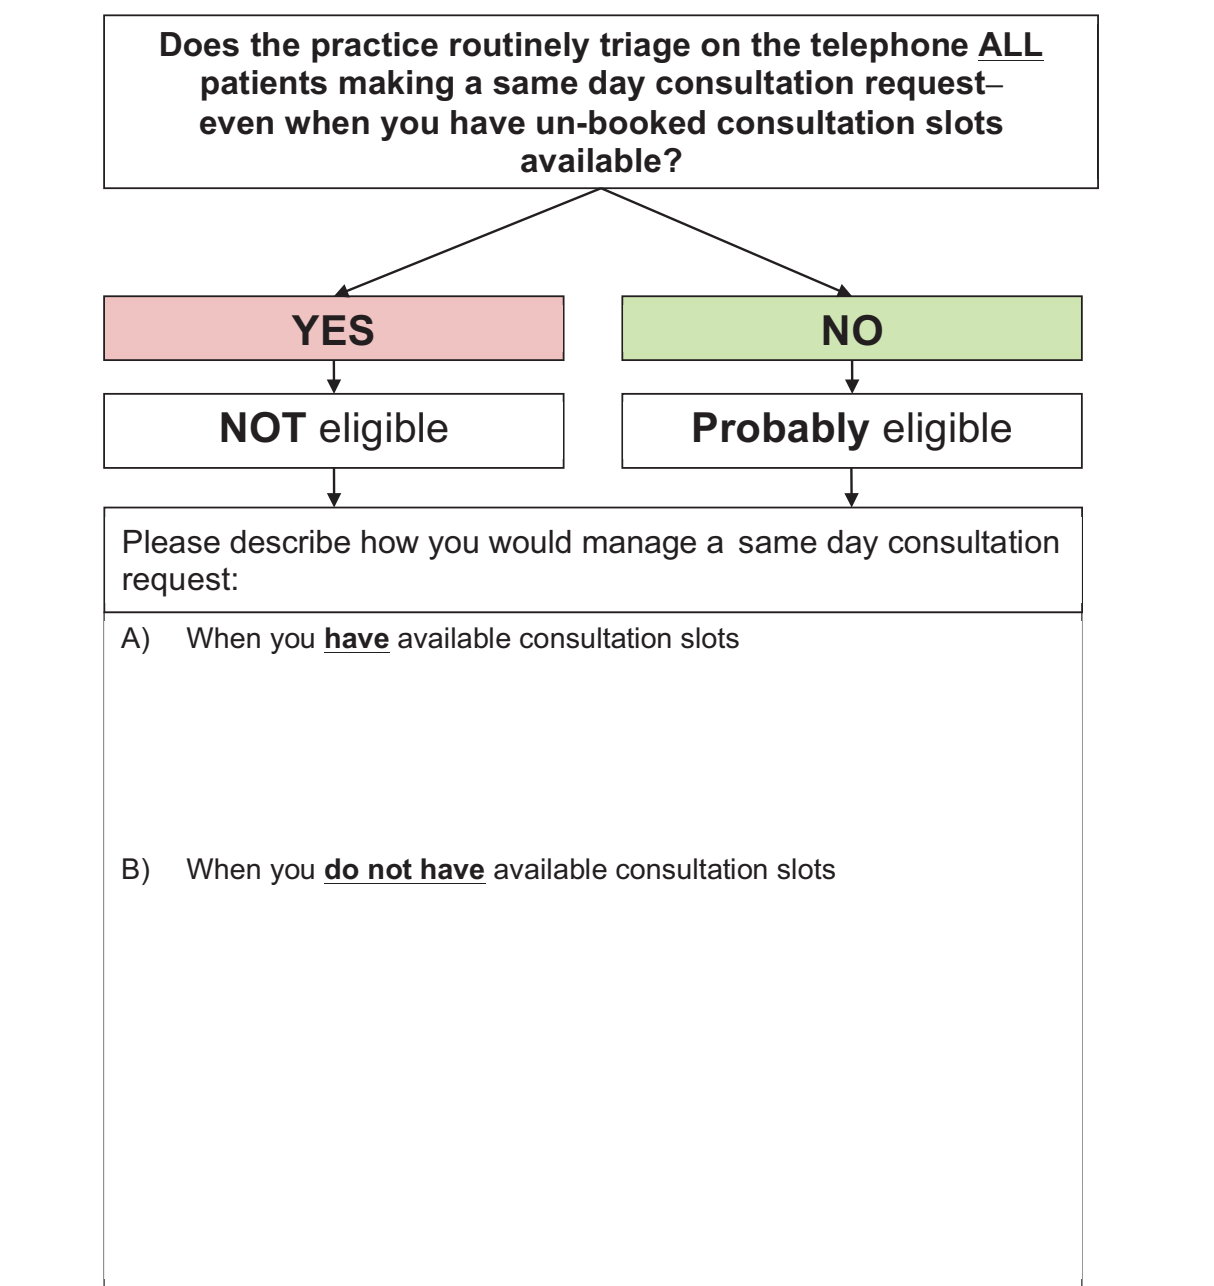 Does the practice routinely triage on the telephone ALL
patients making a same day consultation request–
even when you have un-booked consultation slots
available?
YES
NO
NOT eligible
Probably eligible
Please describe how you would manage a same day consultation
request:
A) When you have available consultation slots
B) When you do not have available consultation slots